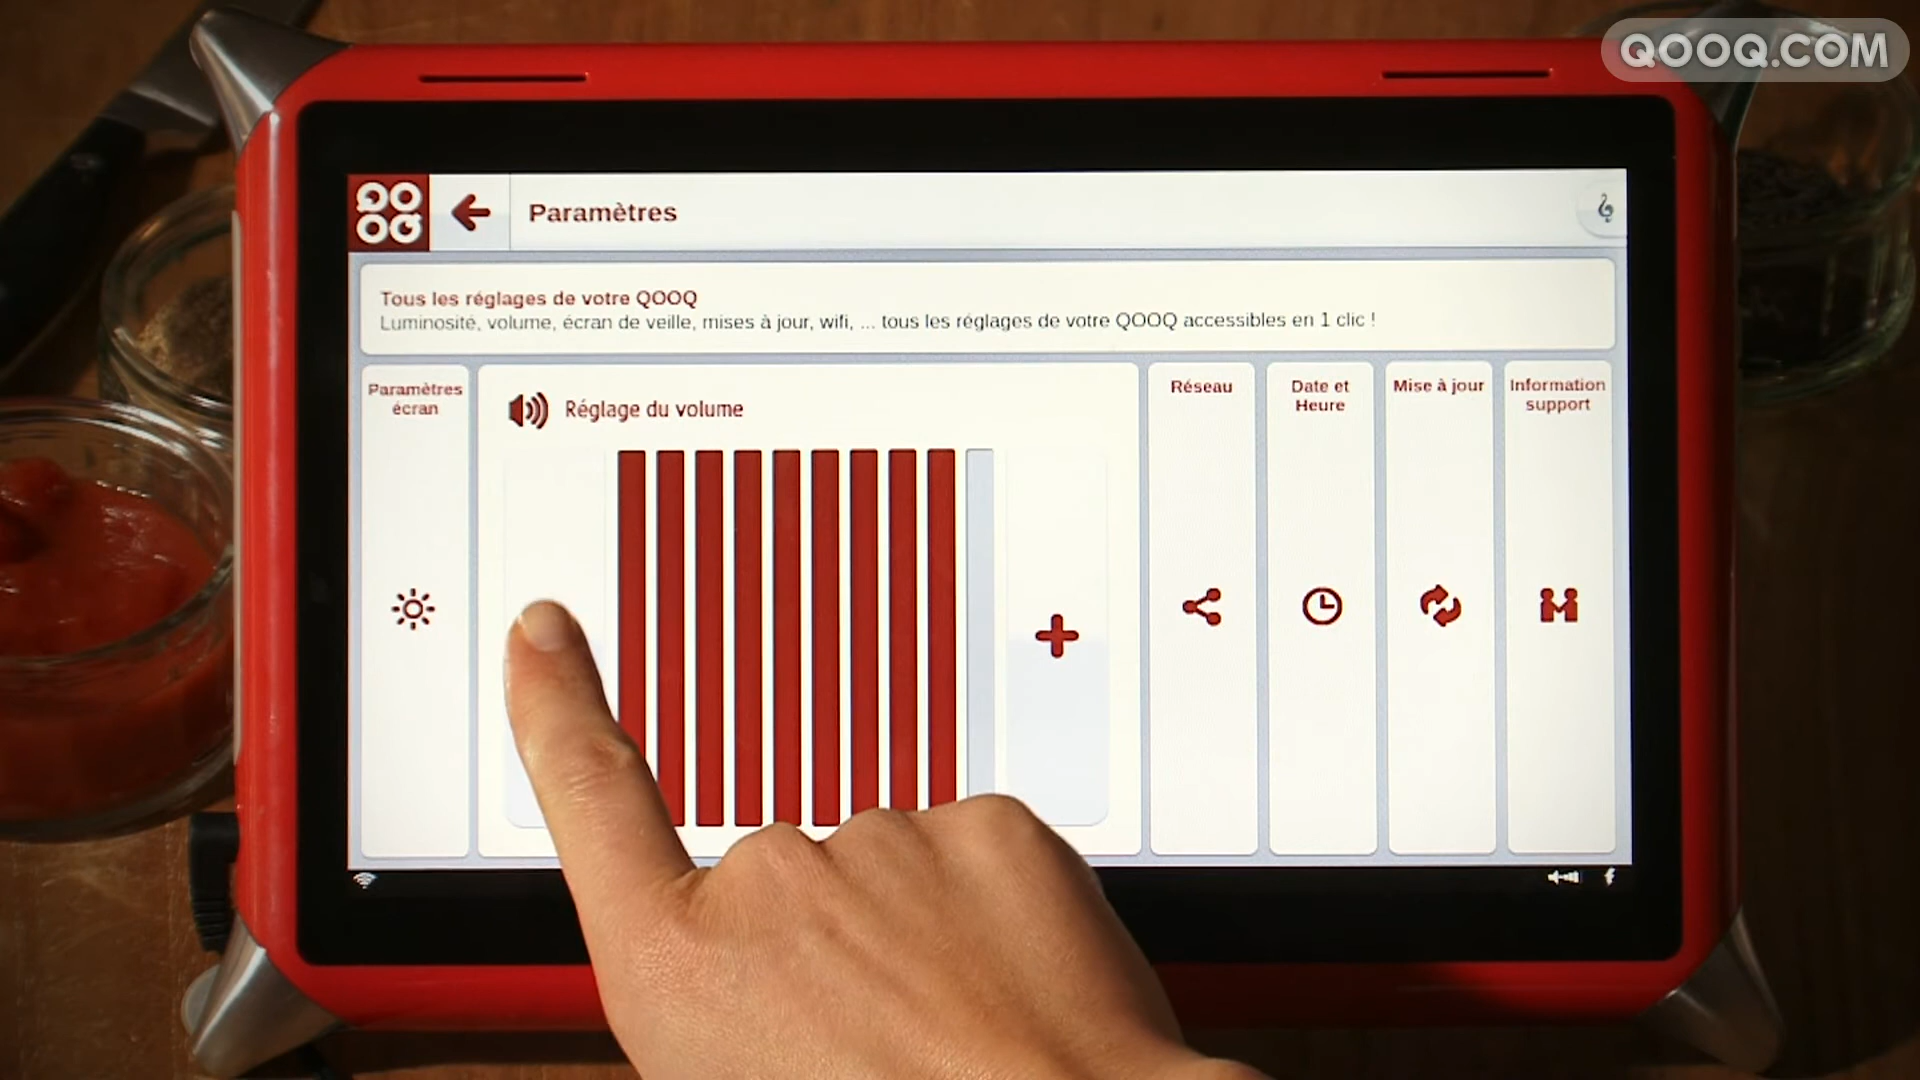 QOOQ.COM
QO
OQ
Paramètres
Tous les réglages de votre QOOQ
Luminosité, volume, écran de veille, mises à jour, wifi, ... tous les réglages de votre QOOQ accessibles en 1 clic !
Paramètres
écran
Réglage du volume
Réseau
Date et
Heure
Mise à jour
Information
support